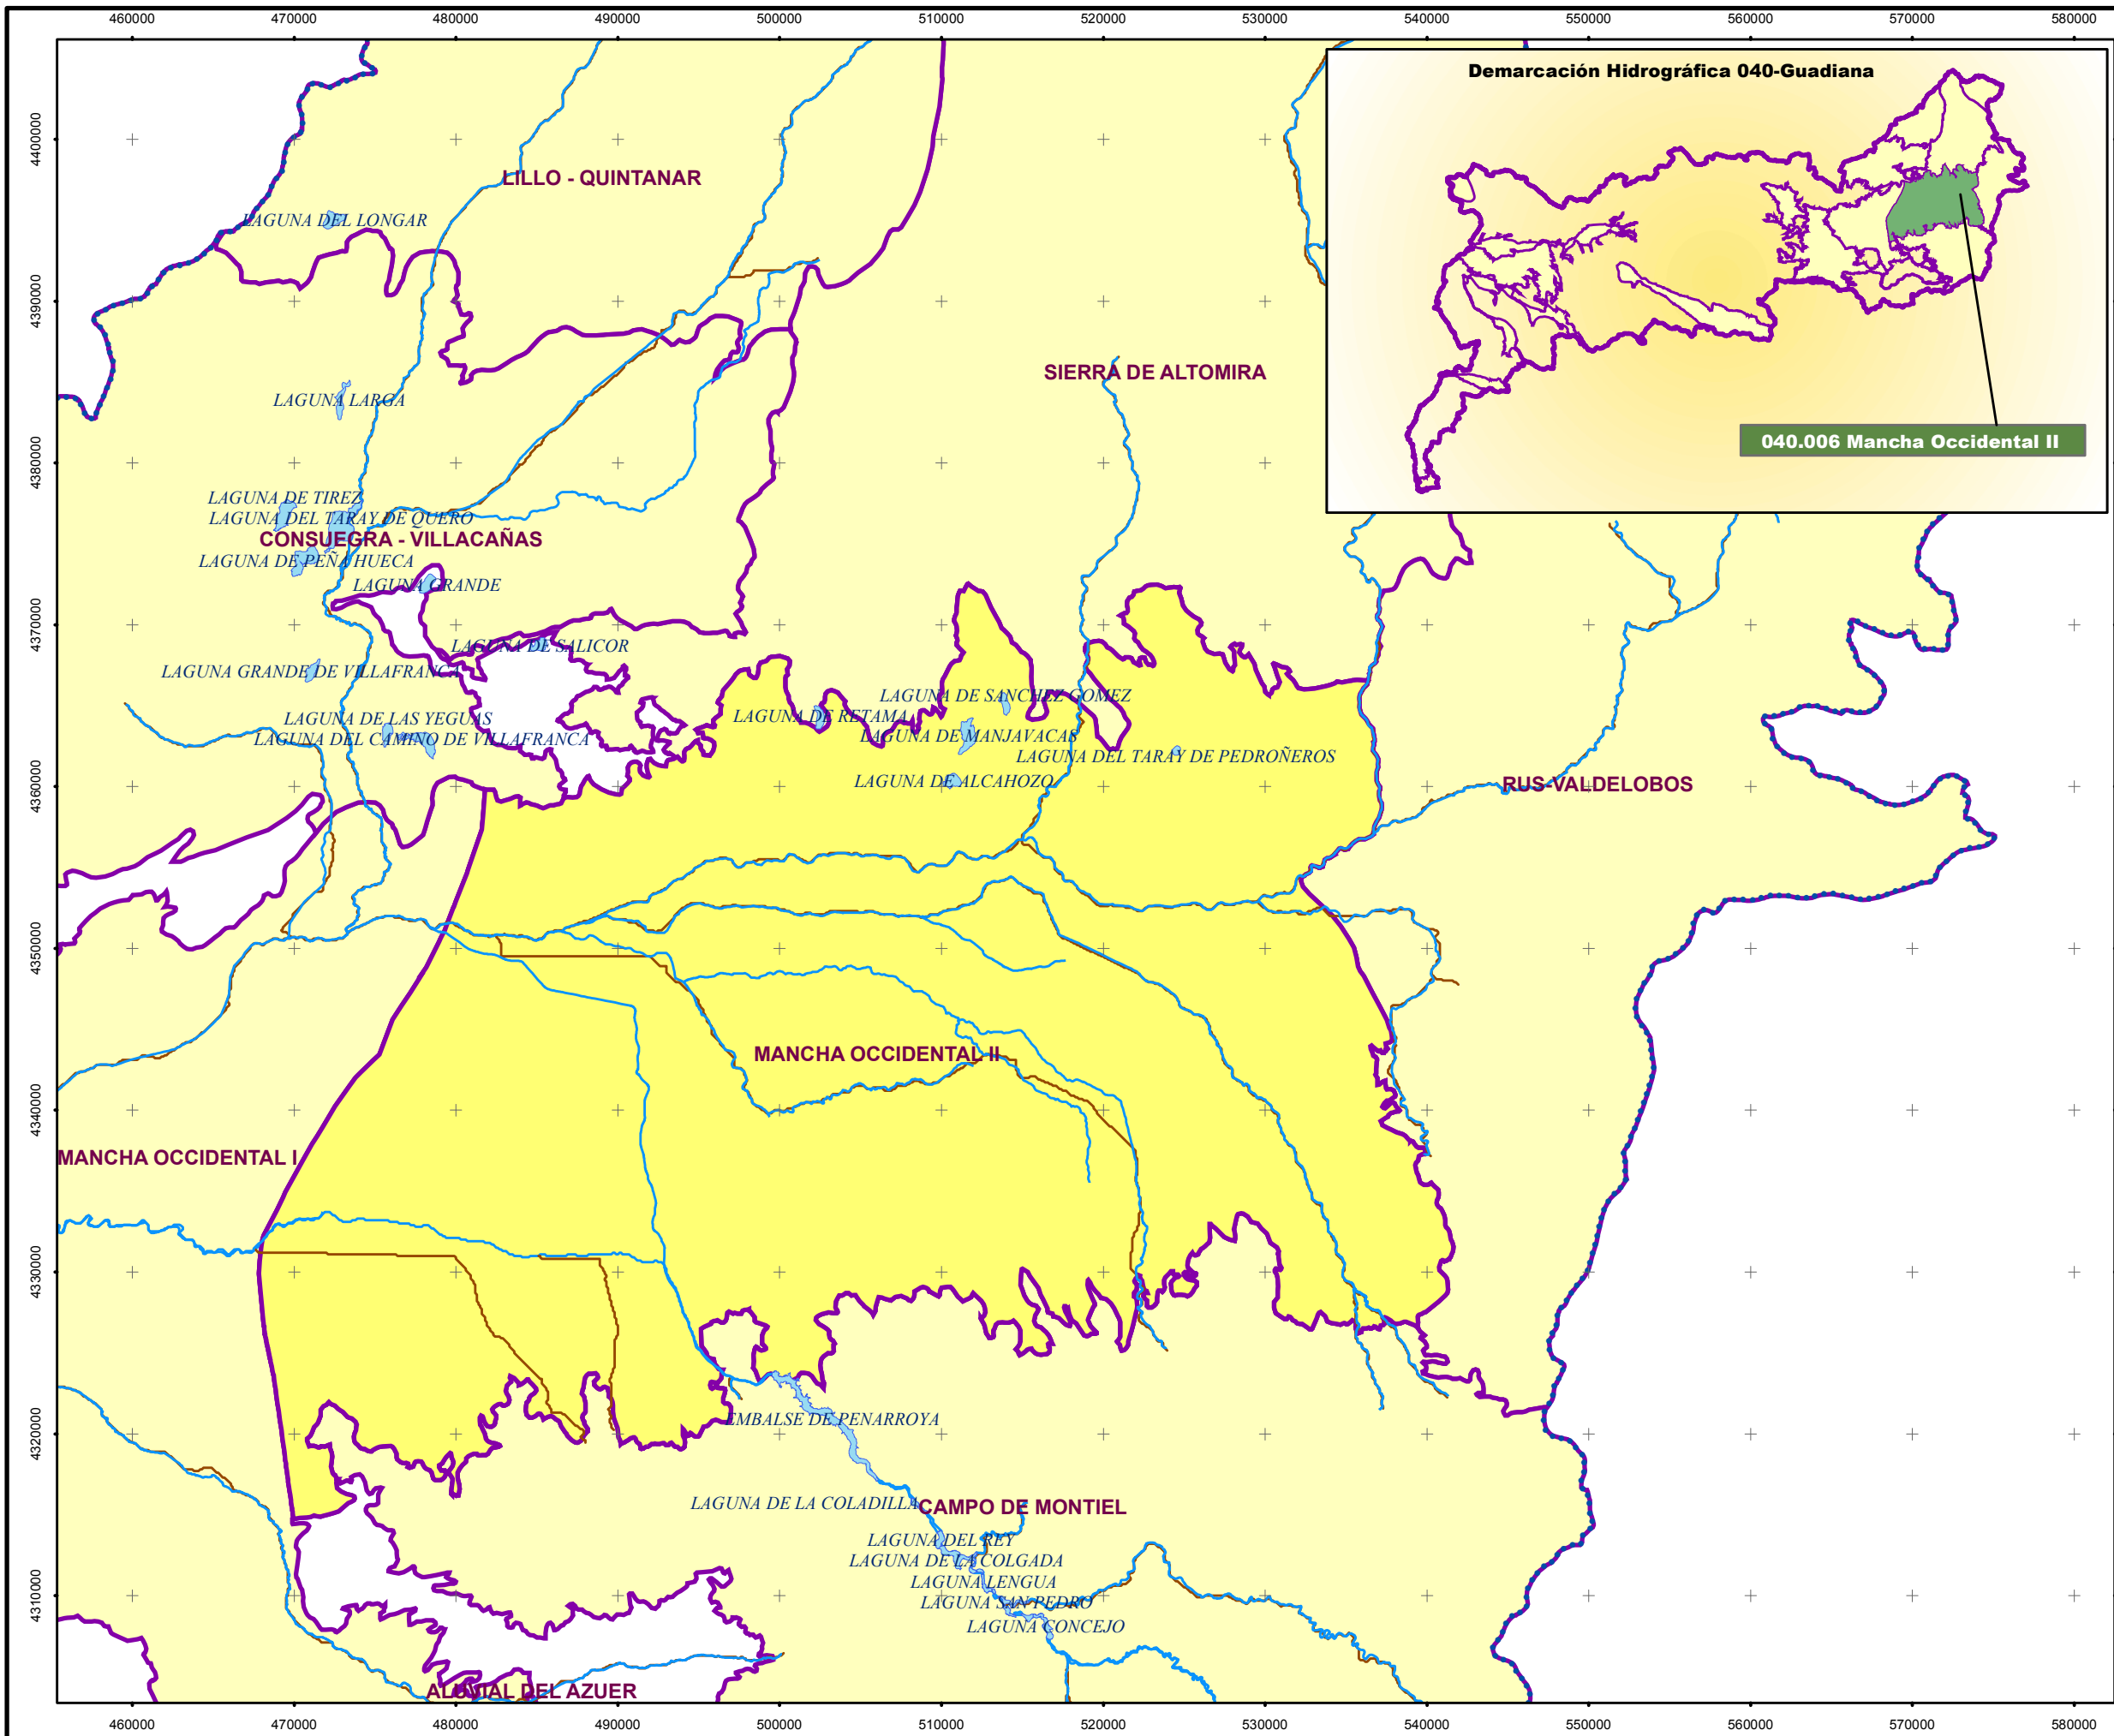 460000 470000 480000 490000 500000 510000 520000 530000 540000 550000 560000 570000 580000
Demarcación Hidrográfica 040-Guadiana
040.006 Mancha Occidental II
4400000
4390000
4380000
4370000
4360000
4350000
4340000
4330000
4320000
4310000
LILLO - QUINTANAR
LAGUNA DEL LONGAR
SIERRA DE ALTOMIRA
LAGUNA LARGA
LAGUNA DE TIREZ
LAGUNA DEL TARAY DE QUERO
CONSUEGRA - VILLACAÑAS
LAGUNA DE PEÑA HUECA
LAGUNA GRANDE
LAGUNA DE SALICOR
LAGUNA GRANDE DE VILLAFRANCA
LAGUNA DE SANCHEZ GOMEZ
LAGUNA DE RETAMAL
LAGUNA DE LAS YEGUAS
LAGUNA DE MANJAVACAS
LAGUNA DEL CAMINO DE VILLAFRANCA
LAGUNA DEL TARAY DE PEDROÑEROS
LAGUNA DE ALCAHOZO
RUS-VALDELOBOS
MANCHA OCCIDENTAL II
MANCHA OCCIDENTAL I
EMBALSE DE PENARROYA
LAGUNA DE LA COLADILLA
CAMPO DE MONTIEL
LAGUNA DEL REY
LAGUNA DE LA COLGADA
LAGUNA LENGUA
LAGUNA SAN PEDRO
LAGUNA CONCEJO
ALUVIAL DEL AZUER
460000 470000 480000 490000 500000 510000 520000 530000 540000 550000 560000 570000 580000